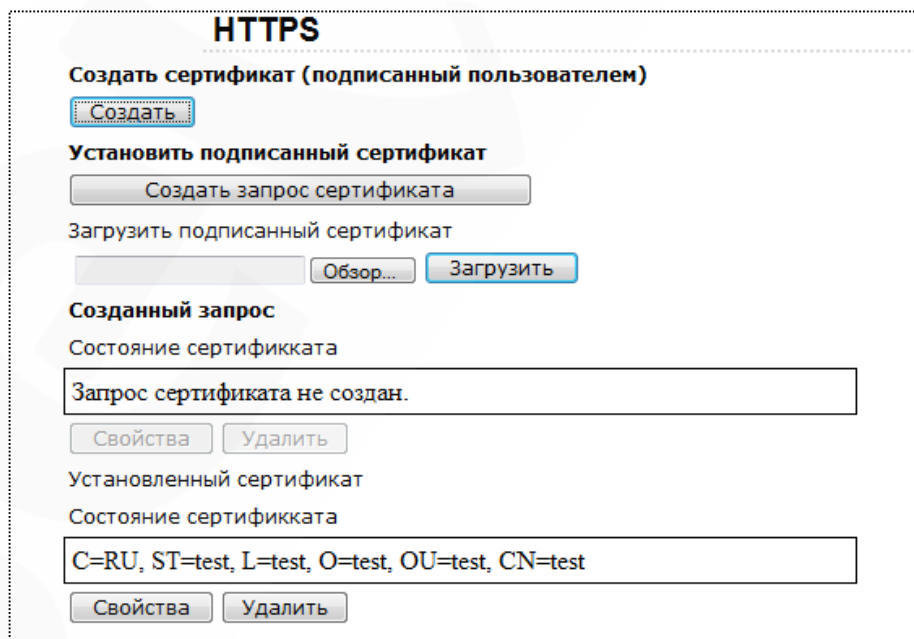 HTTPS
Создать сертификат (подписанный пользователем)
Создать
Установить подписанный сертификат
Создать запрос сертификата
Загрузить подписанный сертификат
Обзор... Загрузить
Созданный запрос
Состояние сертификката
Запрос сертификата не создан.
Свойства Удалить
Установленный сертификат
Состояние сертификката
C=RU, ST=test, L=test, O=test, OU=test, CN=test
Свойства Удалить